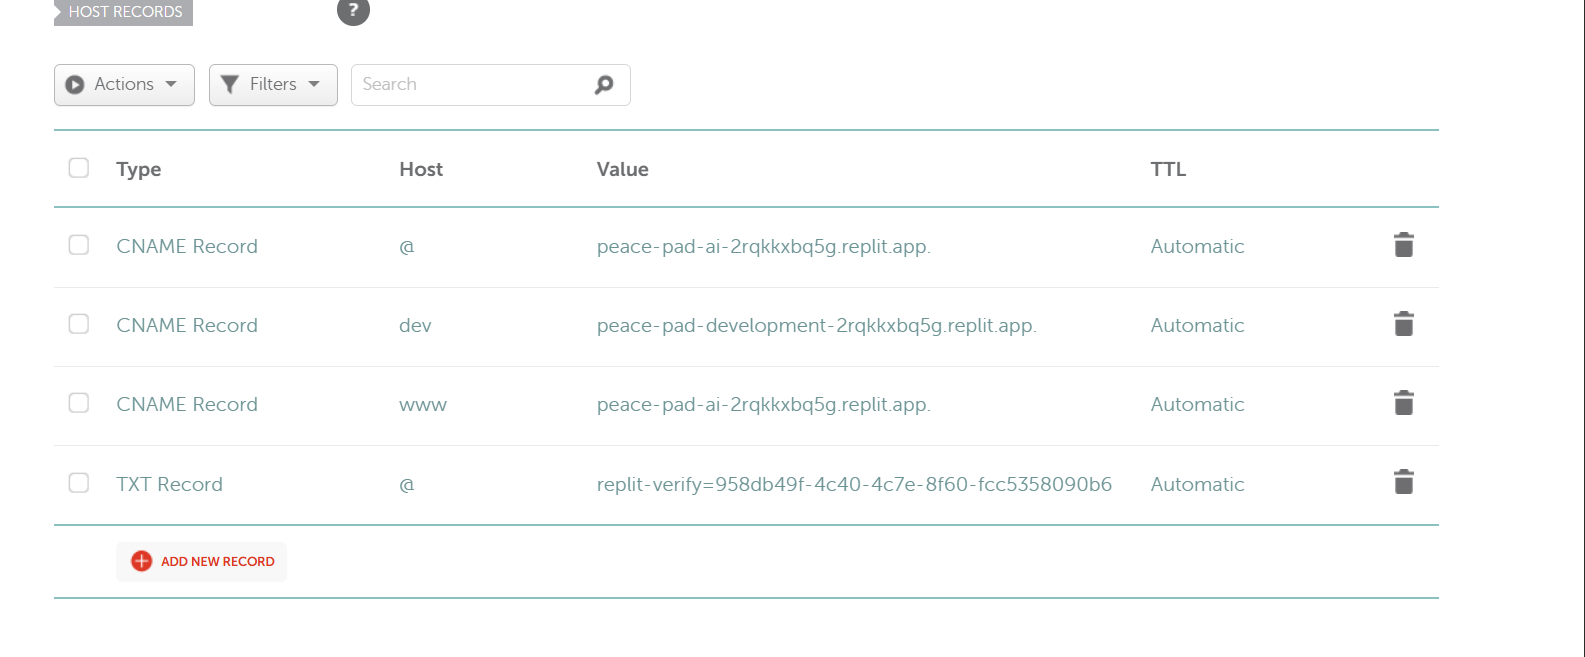 HOST RECORDS ?
Actions Filters Search
Type Host Value TTL
CNAME Record @ peace-pad-ai-2rqkkxbq5g.replit.app. Automatic
CNAME Record dev peace-pad-development-2rqkkxbq5g.replit.app. Automatic
CNAME Record www peace-pad-ai-2rqkkxbq5g.replit.app. Automatic
TXT Record @ replit-verify=958db49f-4c40-4c7e-8f60-fcc5358090b6 Automatic
ADD NEW RECORD